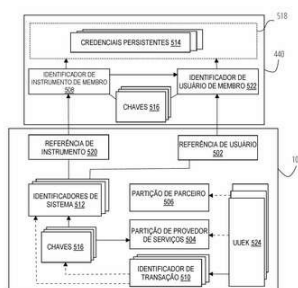 518
CREDENCIAIS PERSISTENTES 514
440
IDENTIFICADOR DE
INSTRUMENTO DE MEMBRO
508
IDENTIFICADOR DE
USUÁRIO DE MEMBRO
522
CHAVES 516
REFERÊNCIA DE
INSTRUMENTO 520
REFERÊNCIA DE USUÁRIO
502
IDENTIFICADORES DE
SISTEMA 512
PARTIÇÃO DE PARCEIRO
506
CHAVES
516
PARTIÇÃO DE PROVEDOR
DE SERVIÇOS 504
UUEK 524
IDENTIFICADOR DE
TRANSAÇÃO 510